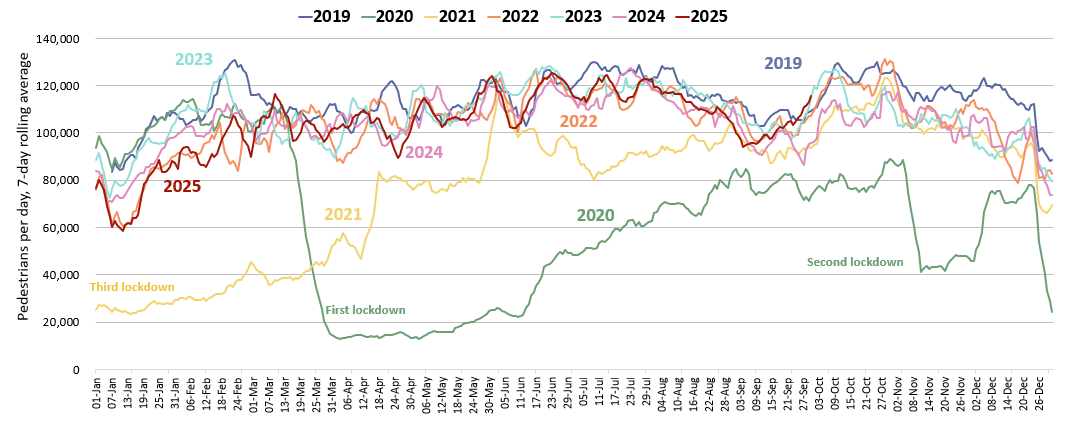 2019 2020 2021 2022 2023 2024 2025
Pedestrians per day, 7-day rolling average
140,000
120,000
100,000
80,000
60,000
40,000
20,000
0
2023
2019
2022
2024
2025
2021
2020
Second lockdown
Third lockdown
First lockdown
01-Jan 07-Jan 13-Jan 19-Jan 25-Jan 31-Jan 06-Feb 12-Feb 18-Feb 24-Feb 01-Mar 07-Mar 13-Mar 19-Mar 25-Mar 31-Mar 06-Apr 12-Apr 18-Apr 24-Apr 30-Apr 06-May 12-May 18-May 24-May 30-May 05-Jun 11-Jun 17-Jun 23-Jun 29-Jun 05-Jul 11-Jul 17-Jul 23-Jul 29-Jul 04-Aug 10-Aug 16-Aug 22-Aug 28-Aug 03-Sep 09-Sep 15-Sep 21-Sep 27-Sep 03-Oct 09-Oct 15-Oct 21-Oct 27-Oct 02-Nov 08-Nov 14-Nov 20-Nov 26-Nov 02-Dec 08-Dec 14-Dec 20-Dec 26-Dec